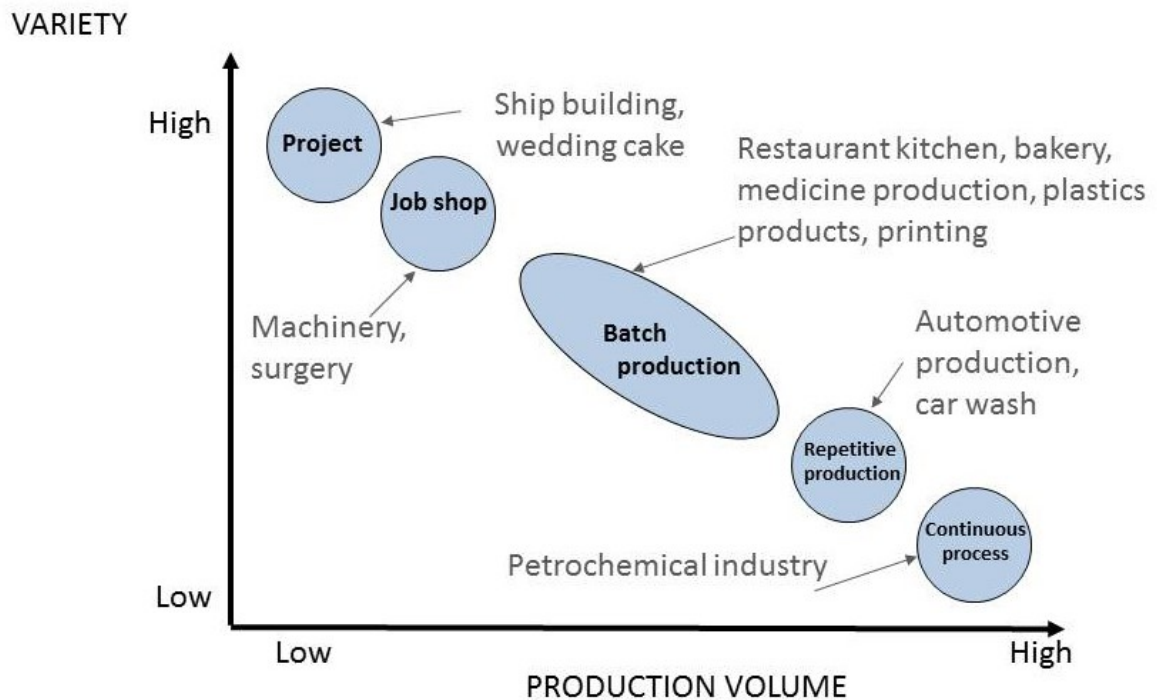 VARIETY
High
Project
Ship building,
wedding cake
Job shop
Restaurant kitchen, bakery,
medicine production, plastics
products, printing
Machinery,
surgery
Batch
production
Automotive
production,
car wash
Repetitive
production
Continuous
process
Petrochemical industry
Low
Low
High
PRODUCTION VOLUME